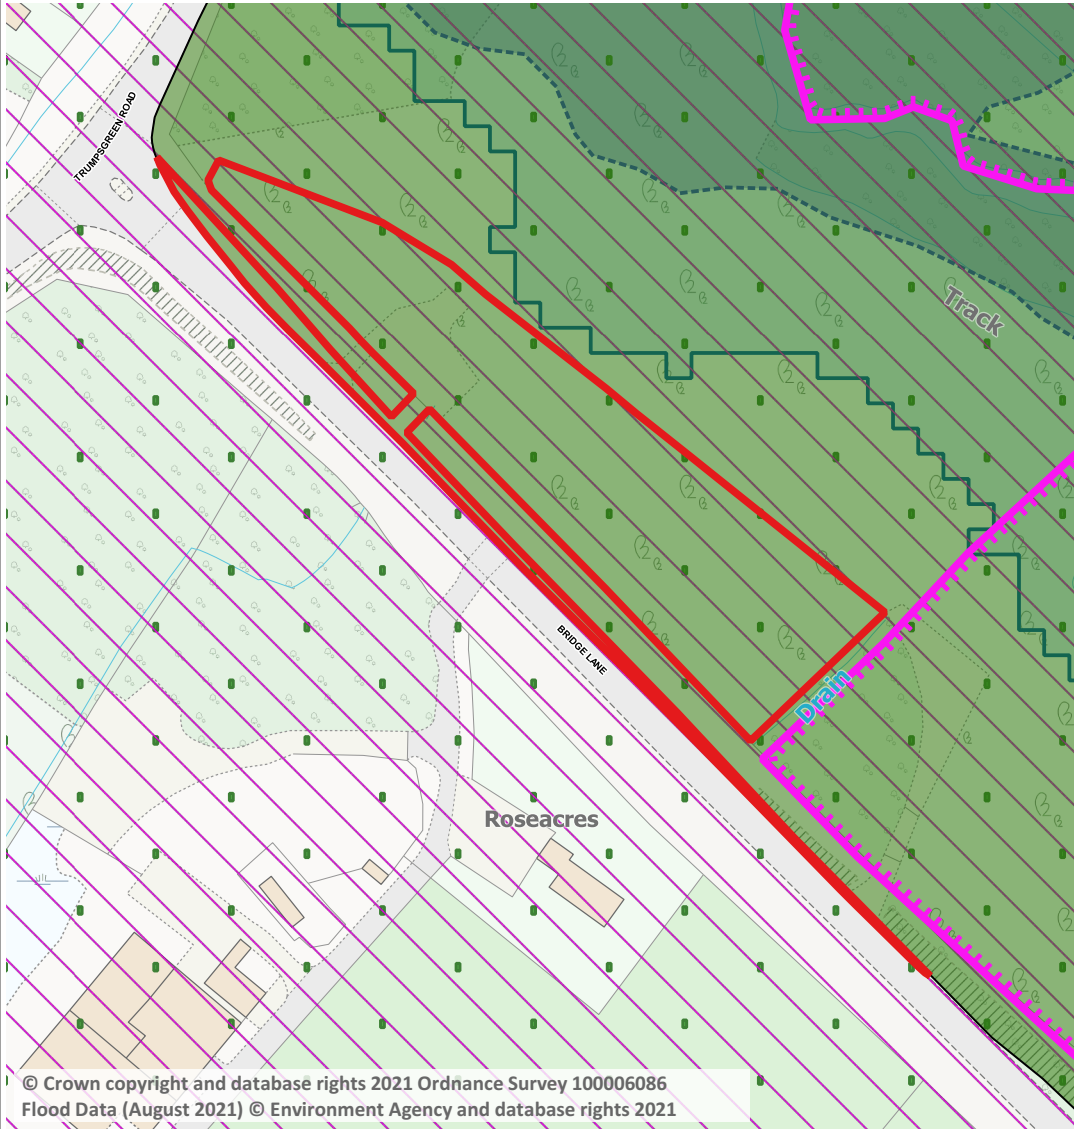 TRUMPSGREEN ROAD
Track
BRIDGE LANE
Drain
Roseacres
© Crown copyright and database rights 2021 Ordnance Survey 100006086
Flood Data (August 2021) © Environment Agency and database rights 2021